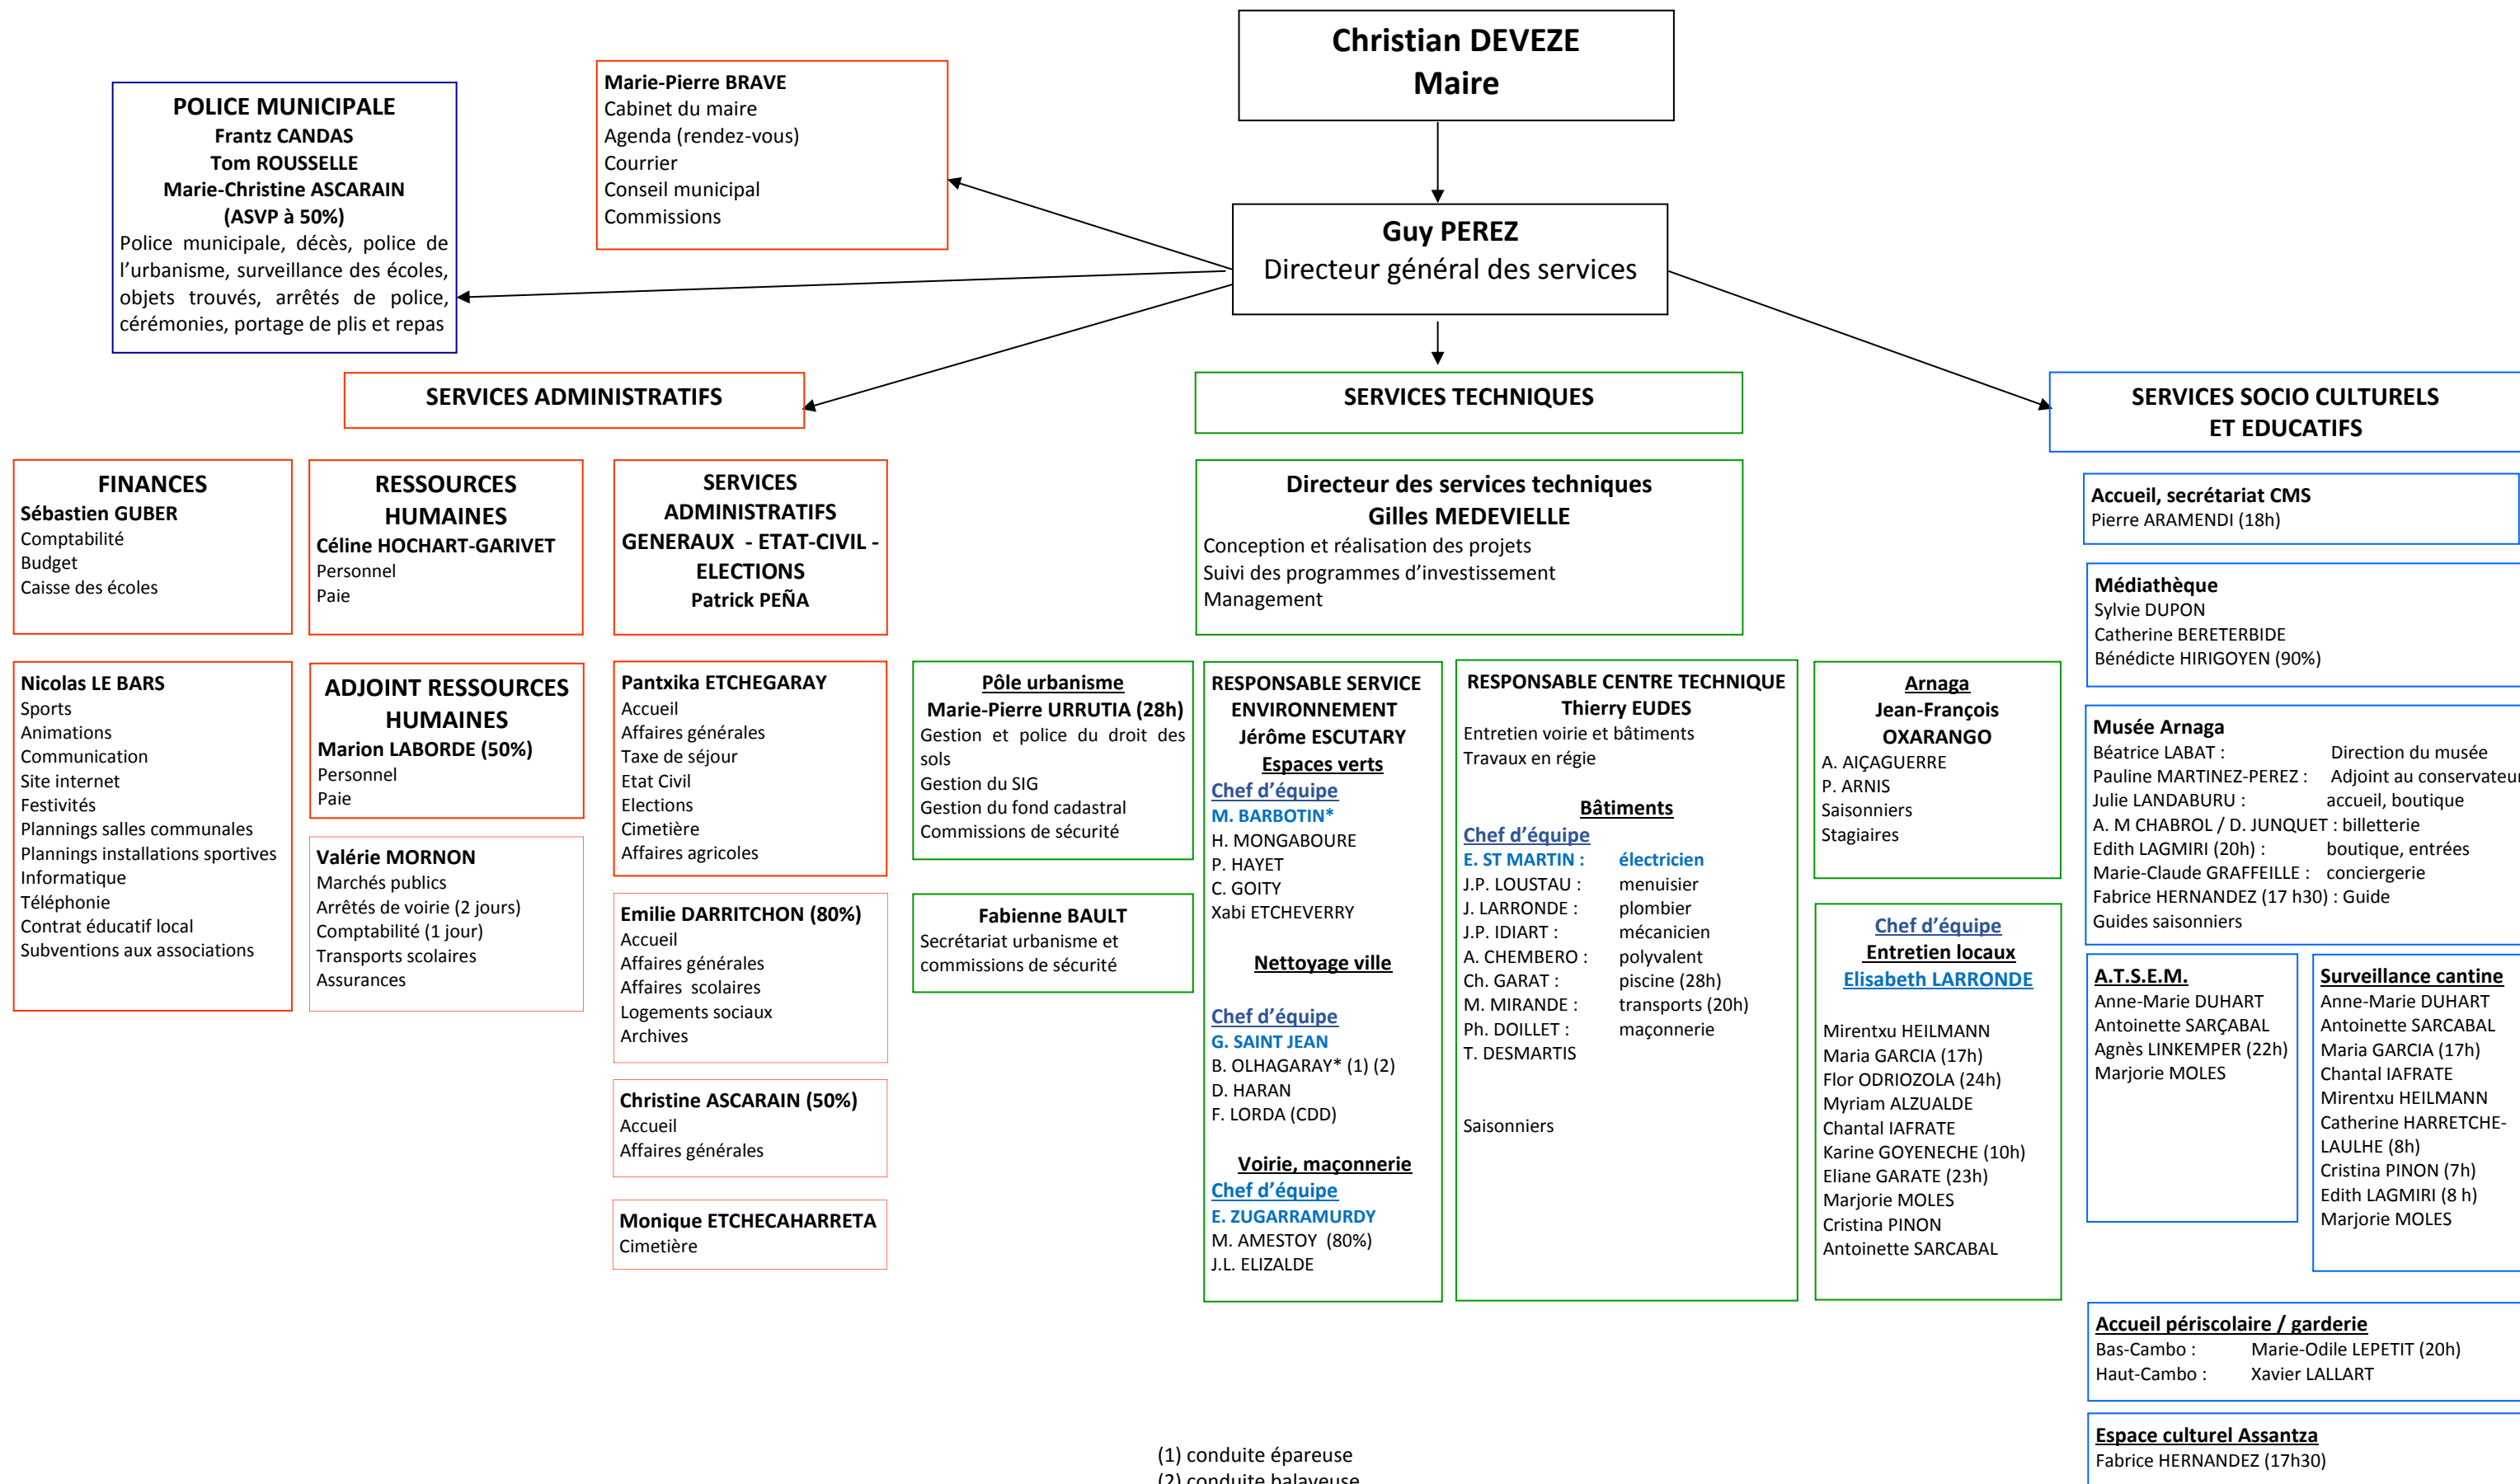 Christian DEVEZE
Maire
Marie-Pierre BRAVE
Cabinet du maire
Agenda (rendez-vous)
Courrier
Conseil municipal
Commissions
POLICE MUNICIPALE
Frantz CANDAS
Tom ROUSSELLE
Marie-Christine ASCARAIN
(ASVP à 50%)
Police municipale, décès, police de
l’urbanisme, surveillance des écoles,
objets trouvés, arrêtés de police,
cérémonies, portage de plis et repas
Guy PEREZ
Directeur général des services
SERVICES ADMINISTRATIFS
SERVICES TECHNIQUES
SERVICES SOCIO CULTURELS
ET EDUCATIFS
FINANCES
Sébastien GUBER
Comptabilité
Budget
Caisse des écoles
RESSOURCES
HUMAINES
Céline HOCHART-GARIVET
Personnel
Paie
SERVICES
ADMINISTRATIFS
GENERAUX - ETAT-CIVIL -
ELECTIONS
Patrick PEÑA
Directeur des services techniques
Gilles MEDEVIELLE
Conception et réalisation des projets
Suivi des programmes d’investissement
Management
Accueil, secrétariat CMS
Pierre ARAMENDI (18h)
Médiathèque
Sylvie DUPON
Catherine BERETERBIDE
Bénédicte HIRIGOYEN (90%)
Nicolas LE BARS
Sports
Animations
Communication
Site internet
Festivités
Plannings salles communales
Plannings installations sportives
Informatique
Téléphonie
Contrat éducatif local
Subventions aux associations
ADJOINT RESSOURCES
HUMAINES
Marion LABORDE (50%)
Personnel
Paie
Valérie MORNON
Marchés publics
Arrêtés de voirie (2 jours)
Comptabilité (1 jour)
Transports scolaires
Assurances
Pantxika ETCHEGARAY
Accueil
Affaires générales
Taxe de séjour
Etat Civil
Elections
Cimetière
Affaires agricoles
Emilie DARRITCHON (80%)
Accueil
Affaires générales
Affaires scolaires
Logements sociaux
Archives
Christine ASCARAIN (50%)
Accueil
Affaires générales
Monique ETCHECAHARRETA
Cimetière
Pôle urbanisme
Marie-Pierre URRUTIA (28h)
Gestion et police du droit des
sols
Gestion du SIG
Gestion du fond cadastral
Commissions de sécurité
Fabienne BAULT
Secrétariat urbanisme et
commissions de sécurité
RESPONSABLE SERVICE
ENVIRONNEMENT
Jérôme ESCUTARY
Espaces verts
Chef d’équipe
M. BARBOTIN*
H. MONGABOURE
P. HAYET
C. GOITY
Xabi ETCHEVERRY
Nettoyage ville
Chef d’équipe
G. SAINT JEAN
B. OLHAGARAY* (1) (2)
D. HARAN
F. LORDA (CDD)
Voirie, maçonnerie
Chef d’équipe
E. ZUGARRAMURDY
M. AMESTOY (80%)
J.L. ELIZALDE
RESPONSABLE CENTRE TECHNIQUE
Thierry EUDES
Entretien voirie et bâtiments
Travaux en régie
Bâtiments
Chef d’équipe
E. ST MARTIN : électricien
J.P. LOUSTAU : menuisier
J. LARRONDE : plombier
J.P. IDIART : mécanicien
A. CHEMBERO : polyvalent
Ch. GARAT : piscine (28h)
M. MIRANDE : transports (20h)
Ph. DOILLET : maçonnerie
T. DESMARTIS
Saisonniers
Arnaga
Jean-François
OXARANGO
A. AIÇAGUERRE
P. ARNIS
Saisonniers
Stagiaires
Chef d’équipe
Entretien locaux
Elisabeth LARRONDE
Mirentxu HEILMANN
Maria GARCIA (17h)
Flor ODRIOZOLA (24h)
Myriam ALZUALDE
Chantal IAFRATE
Karine GOYENECHE (10h)
Eliane GARATE (23h)
Marjorie MOLES
Cristina PINON
Antoinette SARCABAL
Musée Arnaga
Béatrice LABAT : Direction du musée
Pauline MARTINEZ-PEREZ : Adjoint au conservateur
Julie LANDABURU : accueil, boutique
A. M CHABROL / D. JUNQUET : billetterie
Edith LAGMIRI (20h) : boutique, entrées
Marie-Claude GRAFFEILLE : conciergerie
Fabrice HERNANDEZ (17 h30) : Guide
Guides saisonniers
A.T.S.E.M.
Anne-Marie DUHART
Antoinette SARÇABAL
Agnès LINKEMPER (22h)
Marjorie MOLES
Surveillance cantine
Anne-Marie DUHART
Antoinette SARCABAL
Maria GARCIA (17h)
Chantal IAFRATE
Mirentxu HEILMANN
Catherine HARRETCHE-
LAULHE (8h)
Cristina PINON (7h)
Edith LAGMIRI (8 h)
Marjorie MOLES
Accueil périscolaire / garderie
Bas-Cambo : Marie-Odile LEPETIT (20h)
Haut-Cambo : Xavier LALLART
Espace culturel Assantza
Fabrice HERNANDEZ (17h30)
(1) conduite épareuse
(2) conduite balayeuse